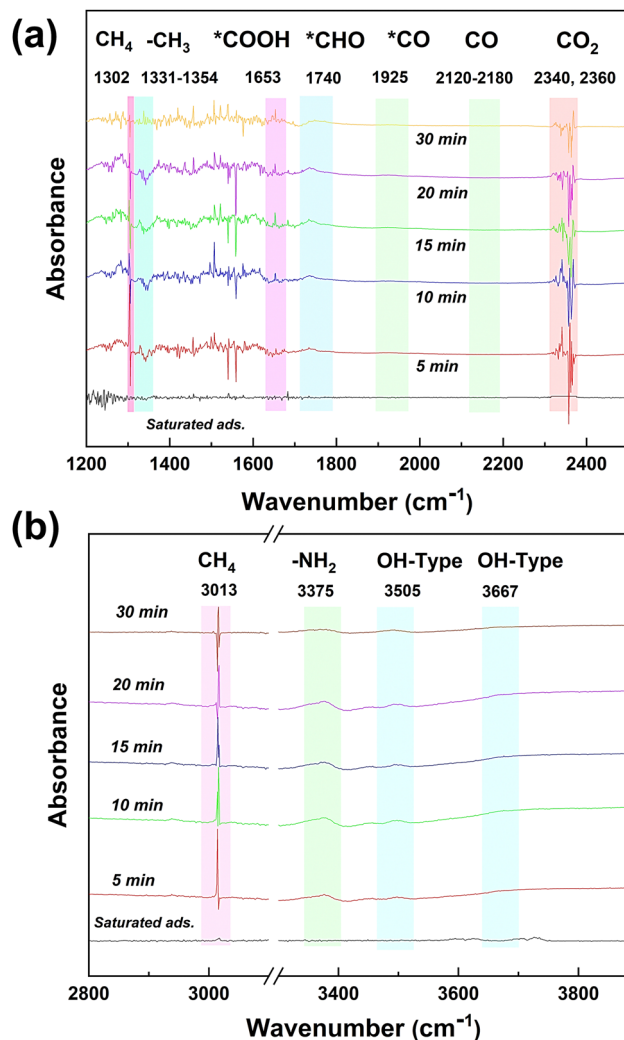 (a)
CH₄ -CH₃ *COOH *CHO *CO CO CO₂
1302 1331-1354 1653 1740 1925 2120-2180 2340, 2360
30 min
20 min
15 min
10 min
5 min
Saturated ads.
Absorbance
1200 1400 1600 1800 2000 2200 2400
Wavenumber (cm⁻¹)
(b)
CH₄ -NH₂ OH-Type OH-Type
3013 3375 3505 3667
30 min
20 min
15 min
10 min
5 min
Saturated ads.
Absorbance
2800 3000 3400 3600 3800
Wavenumber (cm⁻¹)